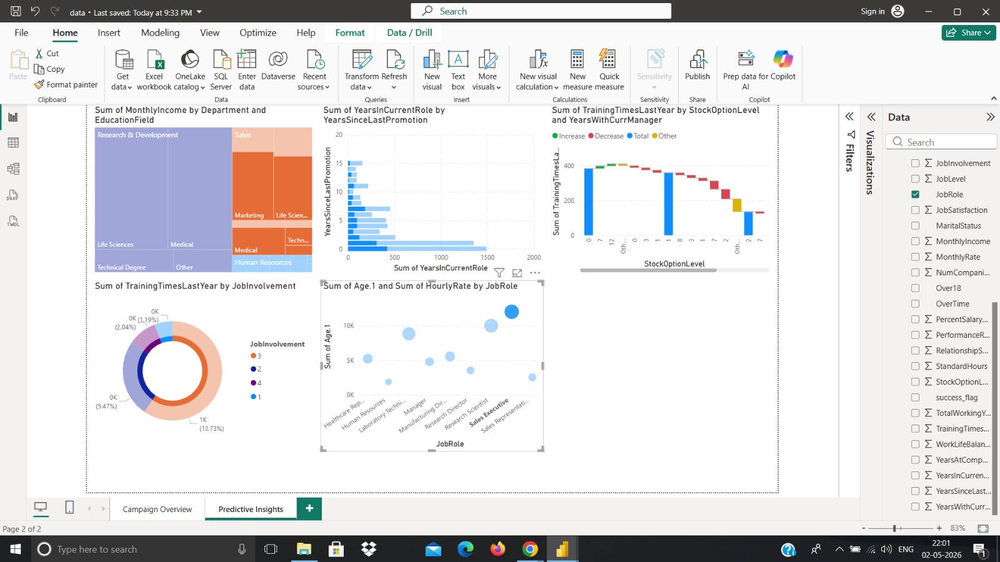 data • Last saved: Today at 9:33 PM
Search
Sign in
File
Home
Insert
Modeling
View
Optimize
Help
Format
Data / Drill
Share
Paste
Cut
Copy
Format painter
Clipboard
Get data
Excel workbook
OneLake catalog
SQL Server
Enter data
Dataverse
Recent sources
Data
Transform data
Refresh
Queries
New visual
Text box
More visuals
Insert
New visual calculation
New measure
Quick measure
Calculations
Sensitivity
Sensitivity
Publish
Share
Prep data for AI
Copilot
Copilot
DAX
TMDL
Sum of MonthlyIncome by Department and
EducationField
Research & Development
Sales
Marketing
Life Scien...
Life Sciences
Medical
Medical
Techn...
Technical Degree
Other
Human Resources
Sum of YearsInCurrentRole by
YearsSinceLastPromotion
YearsSinceLastPromotion
20
15
10
5
0
0
500
1000
1500
2000
Sum of YearsInCurrentRole
Sum of TrainingTimesLastYear by StockOptionLevel
and YearsWithCurrManager
Increase
Decrease
Total
Other
Sum of TrainingTimesLa...
400
200
0
0
7
12
Oth...
0
3
1
1
8
3
1
7
2
Oth...
2
7
StockOptionLevel
Sum of TrainingTimesLastYear by JobInvolvement
0K
(1.19%)
0K
(2.04%)
0K
(5.47%)
1K
(13.73%)
JobInvolvement
3
2
4
1
Sum of Age.1 and Sum of HourlyRate by JobRole
Sum of Age.1
10K
5K
0K
Healthcare Rep...
Human Resources
Laboratory Techni...
Manager
Manufacturing Dir...
Research Director
Research Scientist
Sales Executive
Sales Representati...
JobRole
Filters
Visualizations
Data
Search
JobInvolvement
JobLevel
JobRole
JobSatisfaction
MaritalStatus
MonthlyIncome
MonthlyRate
NumCompani...
Over18
OverTime
PercentSalary...
PerformanceR...
RelationshipS...
StandardHours
StockOptionL...
success_flag
TotalWorkingY...
TrainingTimes...
WorkLifeBalan...
YearsAtComp...
YearsInCurren...
YearsSinceLast...
YearsWithCurr...
Campaign Overview
Predictive Insights
Page 2 of 2
83%
Type here to search
ENG
22:01
02-05-2026
1